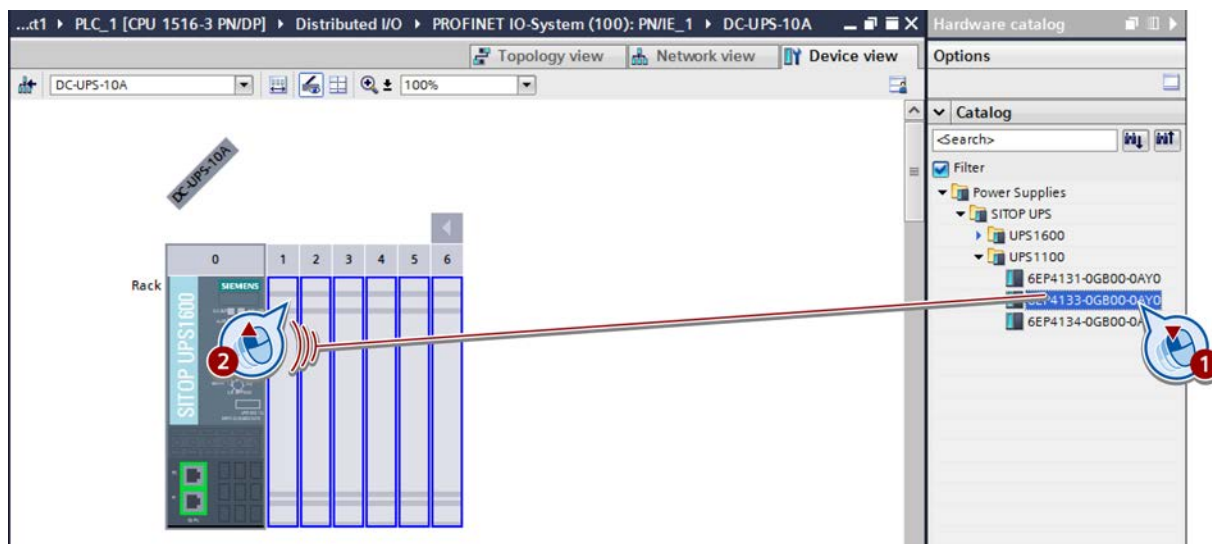 ...ct1 ▸ PLC_1 [CPU 1516-3 PN/DP] ▸ Distributed I/O ▸ PROFINET IO-System (100): PN/IE_1 ▸ DC-UPS-10A
Hardware catalog
Topology view
Network view
Device view
Options
DC-UPS-10A
100%
Catalog
<Search>
Filter
DC-UPS-10A
Power Supplies
SITOP UPS
UPS1600
UPS1100
0 1 2 3 4 5 6
6EP4131-0GB00-0AY0
Rack
SIEMENS
6EP4133-0GB00-0AY0
SITOP UPS1600
6EP4134-0GB00-0A
2
1